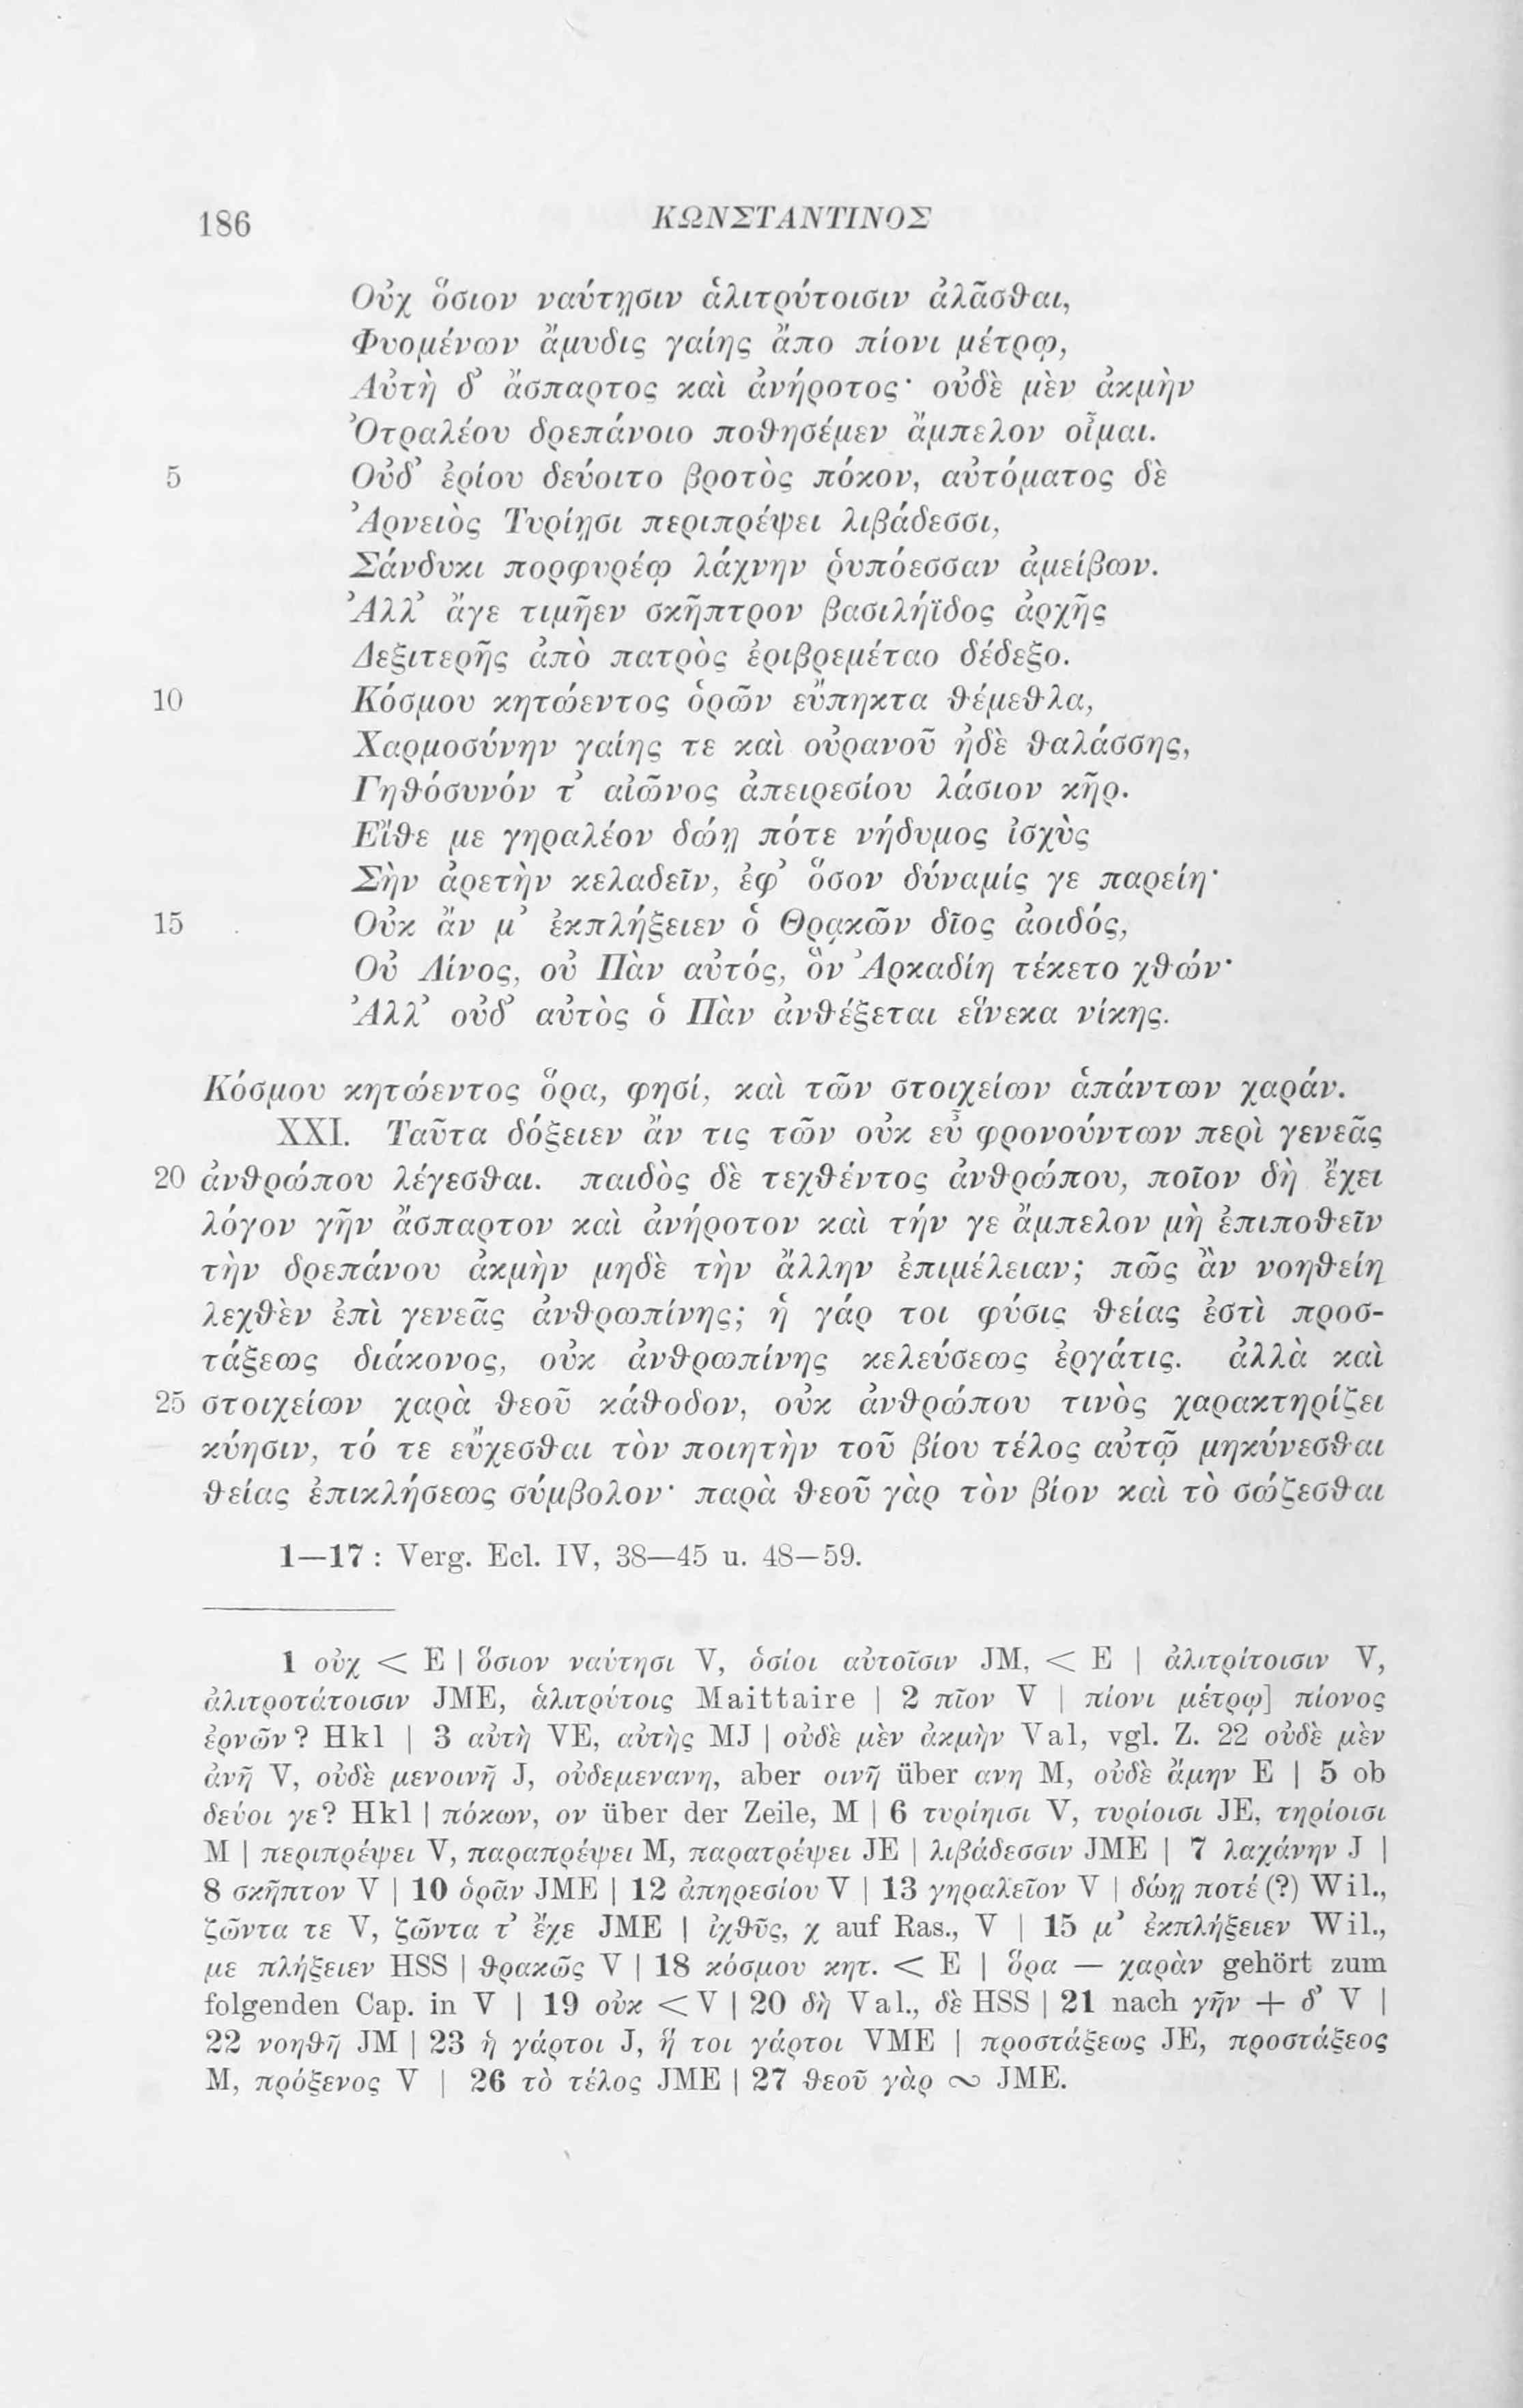 186
ΚΩΝΣΤΑΝΤΙΝΟΣ
Οὐχ ὅσιον ναύτῃσιν ἁλιτρύτοισιν ἀλᾶσθαι,
Φυομένων ἄμυδις γαίης ἄπο πίονι μέτρῳ,
Αὐτὴ δ’ ἄσπαρτος καὶ ἀνήροτος· οὐδὲ μὲν ἀκμὴν
Ὀτραλέου δρεπάνοιο ποθησέμεν ἄμπελον οἶμαι.
5 Οὐδ’ ἐρίου δεύοιτο βροτὸς πόκον, αὐτόματος δὲ
Ἀρνειὸς Τυρίῃσι περιπρέψει λιβάδεσσι,
Σάνδυκι πορφυρέῳ λάχνην ῥυπόεσσαν ἀμείβων.
Ἀλλ’ ἄγε τιμῆεν σκῆπτρον βασιλήϊδος ἀρχῆς
Δεξιτερῆς ἀπὸ πατρὸς ἐριβρεμέταο δέδεξο.
10 Κόσμου κητώεντος ὁρῶν εὔπηκτα θέμεθλα,
Χαρμοσύνην γαίης τε καὶ οὐρανοῦ ἠδὲ θαλάσσης,
Γηθόσυνόν τ’ αἰῶνος ἀπειρεσίου λάσιον κῆρ.
Εἴθε με γηραλέον δώῃ πότε νήδυμος ἰσχὺς
Σὴν ἀρετὴν κελαδεῖν, ἐφ’ ὅσον δύναμίς γε παρείη·
15 Οὐκ ἄν μ’ ἐκπλήξειεν ὁ Θρᾳκῶν δῖος ἀοιδός,
Οὐ Λίνος, οὐ Πὰν αὐτός, ὃν Ἀρκαδίη τέκετο χθών·
Ἀλλ’ οὐδ’ αὐτὸς ὁ Πὰν ἀνθέξεται εἵνεκα νίκης.
Κόσμου κητώεντος ὅρα, φησί, καὶ τῶν στοιχείων ἁπάντων χαράν.
XXI. Ταῦτα δόξειεν ἄν τις τῶν οὐκ εὖ φρονούντων περὶ γενεᾶς
20 ἀνθρώπου λέγεσθαι. παιδὸς δὲ τεχθέντος ἀνθρώπου, ποῖον δὴ ἔχει
λόγον γῆν ἄσπαρτον καὶ ἀνήροτον καὶ τήν γε ἄμπελον μὴ ἐπιποθεῖν
τὴν δρεπάνου ἀκμὴν μηδὲ τὴν ἄλλην ἐπιμέλειαν; πῶς ἂν νοηθείη
λεχθὲν ἐπὶ γενεᾶς ἀνθρωπίνης; ἡ γάρ τοι φύσις θείας ἐστὶ προσ-
τάξεως διάκονος, οὐκ ἀνθρωπίνης κελεύσεως ἐργάτις. ἀλλὰ καὶ
25 στοιχείων χαρὰ θεοῦ κάθοδον, οὐκ ἀνθρώπου τινὸς χαρακτηρίζει
κύησιν, τό τε εὔχεσθαι τὸν ποιητὴν τοῦ βίου τέλος αὐτῷ μηκύνεσθαι
θείας ἐπικλήσεως σύμβολον· παρὰ θεοῦ γὰρ τὸν βίον καὶ τὸ σώζεσθαι
1—17: Verg. Ecl. IV, 38—45 u. 48—59.
1 οὐχ < E | ὅσιον ναύτησι V, ὁσίοι αὐτοῖσιν JM, < E | ἀλιτρίτοισιν V,
ἀλιτροτάτοισιν JME, ἁλιτρύτοις Maittaire | 2 πῖον V | πίονι μέτρῳ] πίονος
ἐρνῶν? Hkl | 3 αὐτὴ VE, αὐτῆς MJ | οὐδὲ μὲν ἀκμὴν Val, vgl. Z. 22 οὐδὲ μὲν
ἀνῆ V, οὐδὲ μενοινῆ J, οὐδεμενανη, aber οινῆ über ανη M, οὐδὲ ἄμην E | 5 ob
δεύοι γε? Hkl | πόκων, ον über der Zeile, M | 6 τυρίηισι V, τυρίοισι JE, τηρίοισι
M | περιπρέψει V, παραπρέψει M, παρατρέψει JE | λιβάδεσσιν JME | 7 λαχάνην J |
8 σκῆπτον V | 10 ὁρᾶν JME | 12 ἀπηρεσίου V | 13 γηραλεῖον V | δώῃ ποτέ (?) Wil.,
ζῶντα τε V, ζῶντα τ’ ἔχε JME | ἰχθῦς, χ auf Ras., V | 15 μ’ ἐκπλήξειεν Wil.,
με πλήξειεν HSS | θρακῶς V | 18 κόσμου κητ. < E | ὅρα — χαρὰν gehört zum
folgenden Cap. in V | 19 οὐκ < V | 20 δὴ Val., δὲ HSS | 21 nach γῆν + δ’ V |
22 νοηθῆ JM | 23 ἡ γάρτοι J, ἤ τοι γάρτοι VME | προστάξεως JE, προστάξεος
M, πρόξενος V | 26 τὸ τέλος JME | 27 θεοῦ γὰρ ∾ JME.